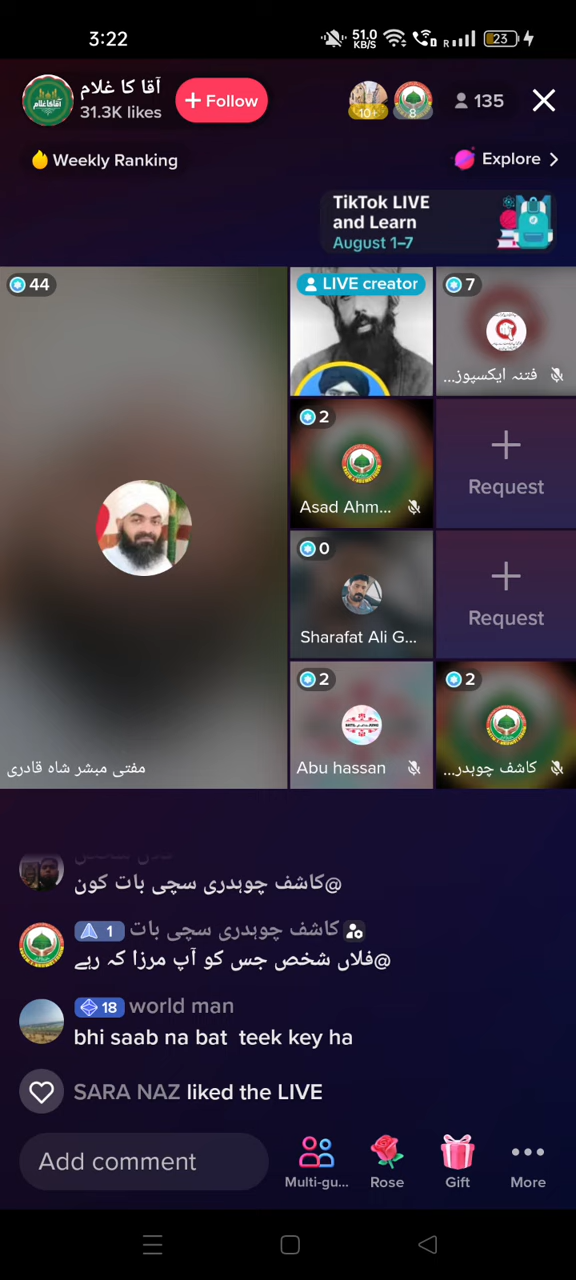 3:22
51.0
KB/S
R
23
آقا کا غلام
31.3K likes
+ Follow
10+
8
135
Weekly Ranking
Explore
TikTok LIVE
and Learn
August 1–7
44
LIVE creator
7
فتنہ ایکسپوز...
2
Asad Ahm...
Request
0
Sharafat Ali G...
Request
مفتی مبشر شاہ قادری
2
Abu hassan
2
کاشف چوہدر...
@کاشف چوہدری سچی بات کون
1
کاشف چوہدری سچی بات
@فلاں شخص جس کو آپ مرزا کہ رہے
18 world man
bhi saab na bat teek key ha
SARA NAZ liked the LIVE
Add comment
Multi-gu...
Rose
Gift
More